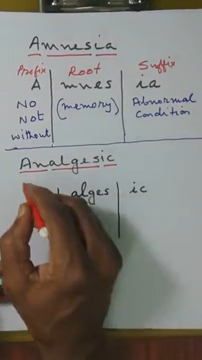 Amnesia
Prefix Root Suffix
A mnes ia
No (memory) Abnormal
Not Condition
without
Analgesic
alges ic